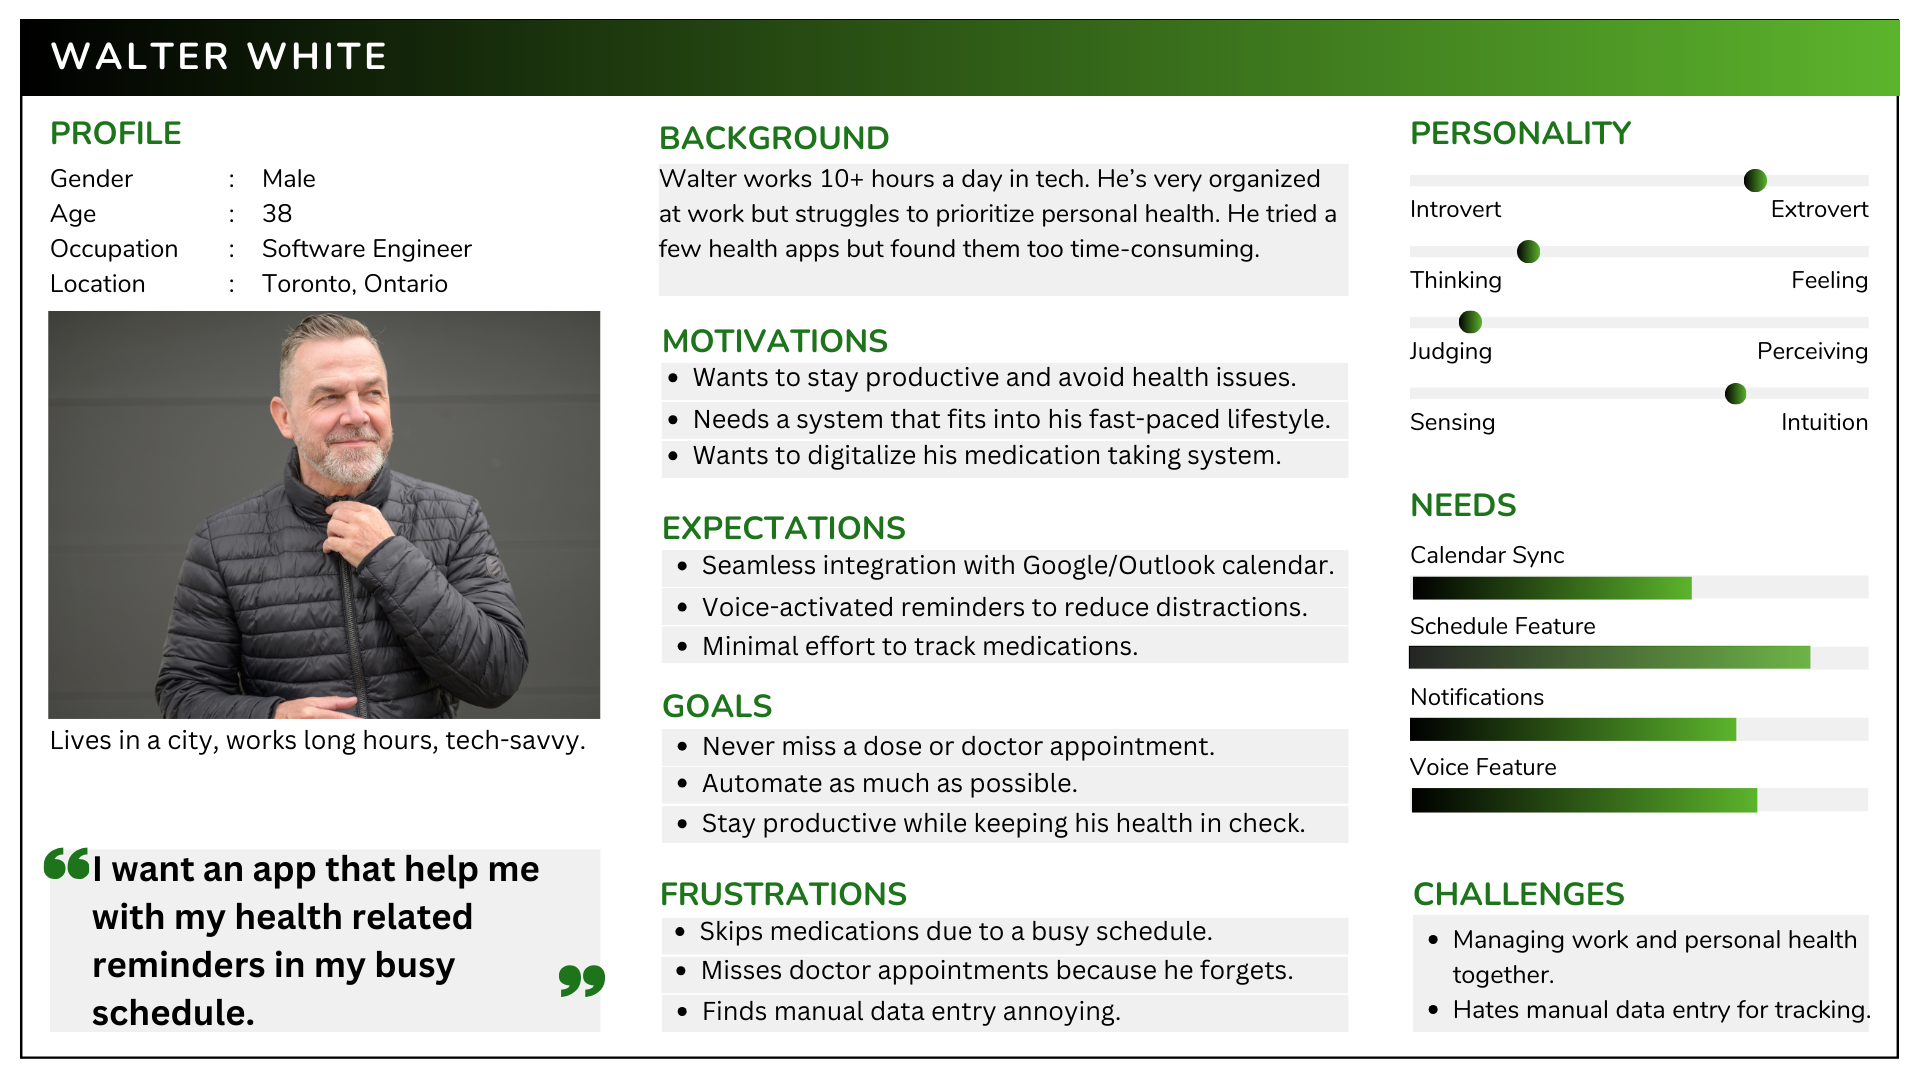 WALTER WHITE
PROFILE
Gender : Male
Age : 38
Occupation : Software Engineer
Location : Toronto, Ontario
Lives in a city, works long hours, tech-savvy.
“I want an app that help me
with my health related
reminders in my busy
schedule.”
BACKGROUND
Walter works 10+ hours a day in tech. He’s very organized
at work but struggles to prioritize personal health. He tried a
few health apps but found them too time-consuming.
MOTIVATIONS
• Wants to stay productive and avoid health issues.
• Needs a system that fits into his fast-paced lifestyle.
• Wants to digitalize his medication taking system.
EXPECTATIONS
• Seamless integration with Google/Outlook calendar.
• Voice-activated reminders to reduce distractions.
• Minimal effort to track medications.
GOALS
• Never miss a dose or doctor appointment.
• Automate as much as possible.
• Stay productive while keeping his health in check.
FRUSTRATIONS
• Skips medications due to a busy schedule.
• Misses doctor appointments because he forgets.
• Finds manual data entry annoying.
PERSONALITY
Introvert Extrovert
Thinking Feeling
Judging Perceiving
Sensing Intuition
NEEDS
Calendar Sync
Schedule Feature
Notifications
Voice Feature
CHALLENGES
• Managing work and personal health
together.
• Hates manual data entry for tracking.